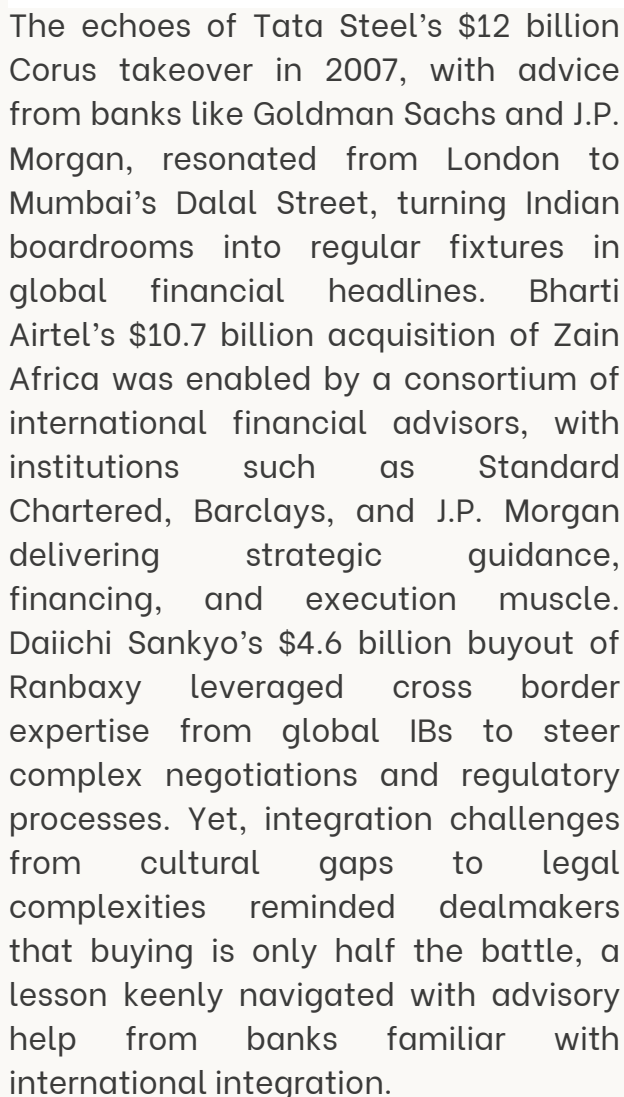 The echoes of Tata Steel’s $12 billion
Corus takeover in 2007, with advice
from banks like Goldman Sachs and J.P.
Morgan, resonated from London to
Mumbai’s Dalal Street, turning Indian
boardrooms into regular fixtures in
global financial headlines. Bharti
Airtel’s $10.7 billion acquisition of Zain
Africa was enabled by a consortium of
international financial advisors, with
institutions such as Standard
Chartered, Barclays, and J.P. Morgan
delivering strategic guidance,
financing, and execution muscle.
Daiichi Sankyo’s $4.6 billion buyout of
Ranbaxy leveraged cross border
expertise from global IBs to steer
complex negotiations and regulatory
processes. Yet, integration challenges
from cultural gaps to legal
complexities reminded dealmakers
that buying is only half the battle, a
lesson keenly navigated with advisory
help from banks familiar with
international integration.